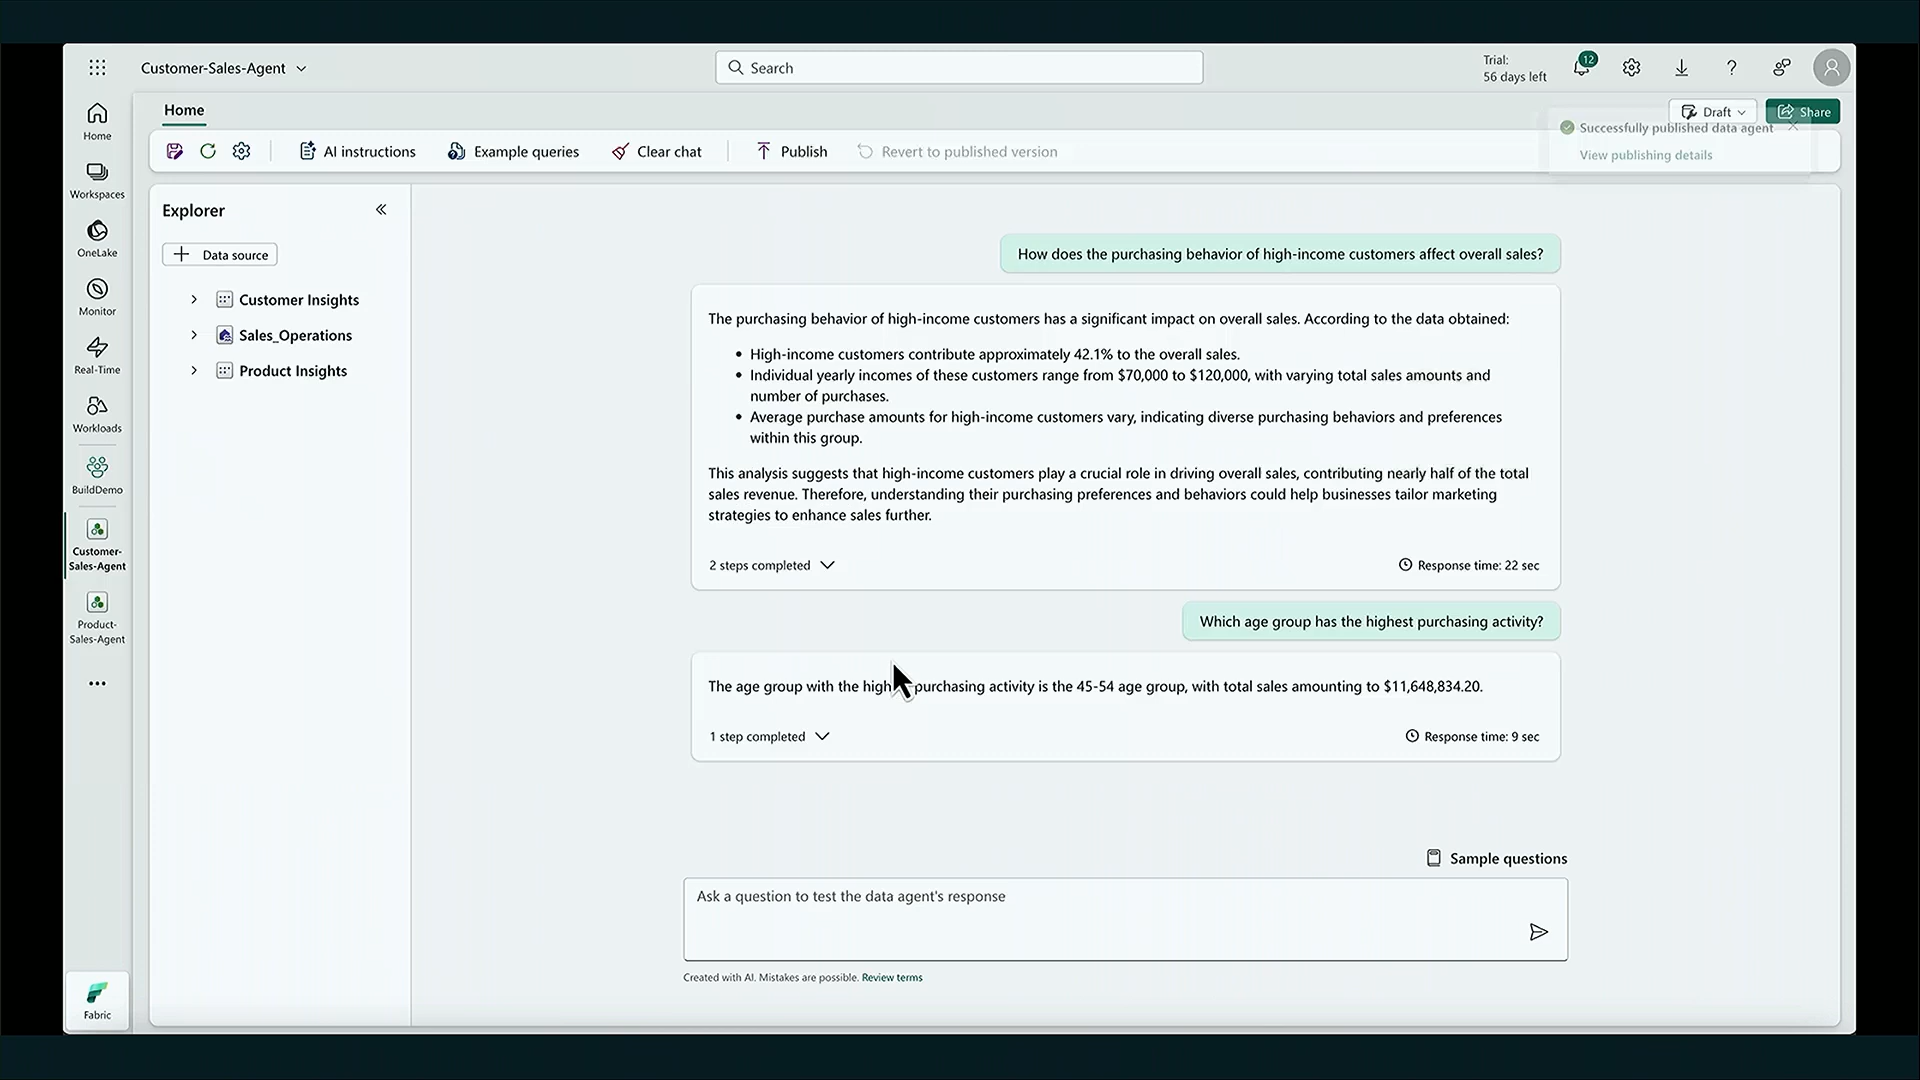 Customer-Sales-Agent
Search
Trial:
56 days left
12
Home
Draft
Share
Successfully published data agent
View publishing details
AI instructions
Example queries
Clear chat
Publish
Revert to published version
Home
Workspaces
OneLake
Monitor
Real-Time
Workloads
BuildDemo
Customer-
Sales-Agent
Product-
Sales-Agent
Fabric
Explorer
Data source
Customer Insights
Sales_Operations
Product Insights
How does the purchasing behavior of high-income customers affect overall sales?
The purchasing behavior of high-income customers has a significant impact on overall sales. According to the data obtained:
• High-income customers contribute approximately 42.1% to the overall sales.
• Individual yearly incomes of these customers range from $70,000 to $120,000, with varying total sales amounts and
number of purchases.
• Average purchase amounts for high-income customers vary, indicating diverse purchasing behaviors and preferences
within this group.
This analysis suggests that high-income customers play a crucial role in driving overall sales, contributing nearly half of the total
sales revenue. Therefore, understanding their purchasing preferences and behaviors could help businesses tailor marketing
strategies to enhance sales further.
2 steps completed
Response time: 22 sec
Which age group has the highest purchasing activity?
The age group with the high purchasing activity is the 45-54 age group, with total sales amounting to $11,648,834.20.
1 step completed
Response time: 9 sec
Sample questions
Ask a question to test the data agent's response
Created with AI. Mistakes are possible. Review terms